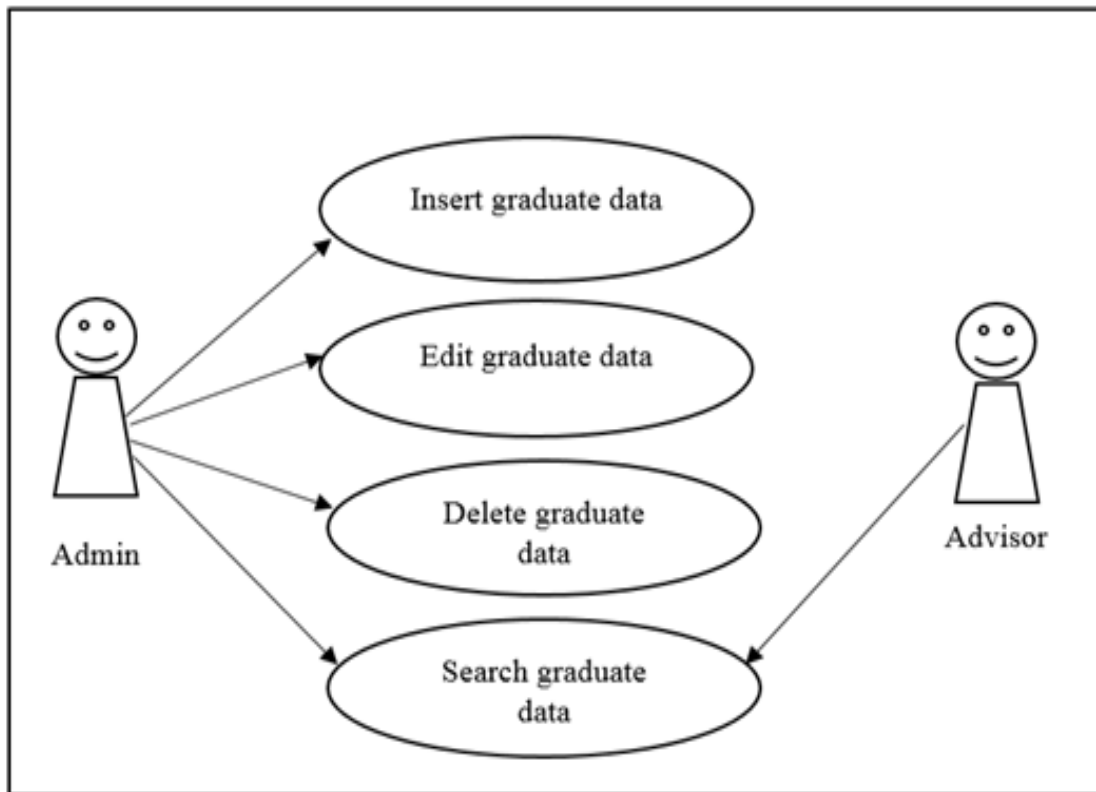 Insert graduate data
Edit graduate data
Delete graduate
data
Admin
Advisor
Search graduate
data